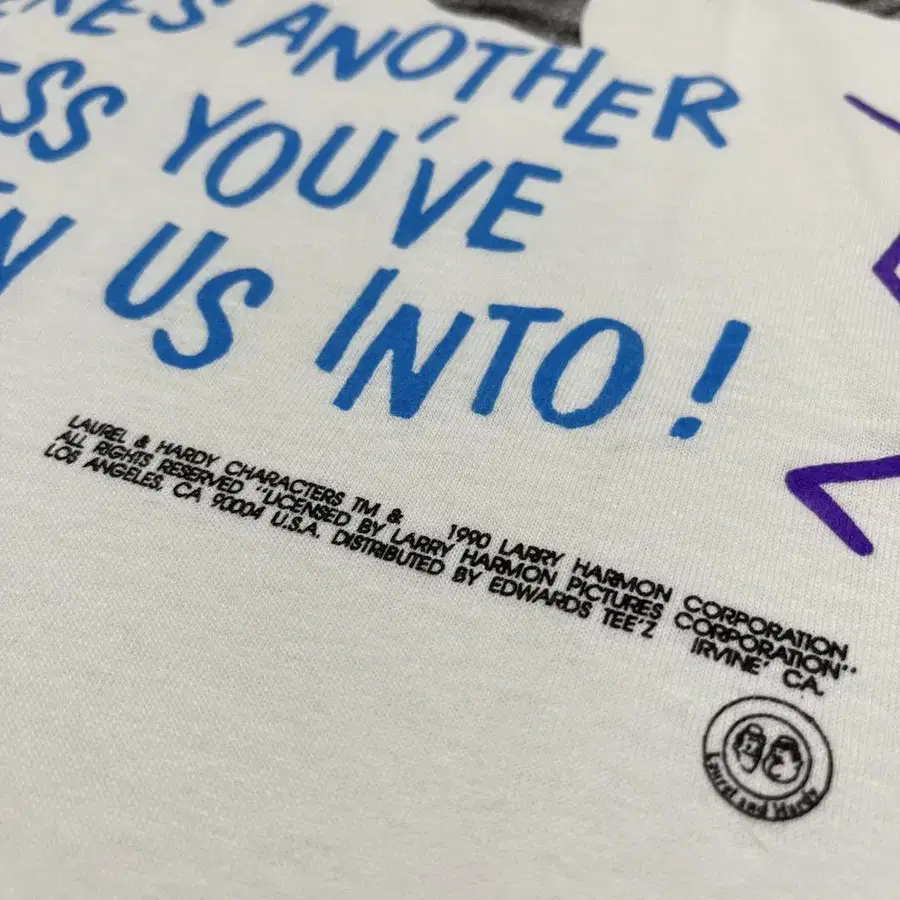 ANOTHER
YOU'VE
US INTO!
LAUREL & HARDY CHARACTERS TM & 1990 LARRY HARMON CORPORATION
ALL RIGHTS RESERVED "LICENSED BY LARRY HARMON PICTURES CORPORATION"
LOS ANGELES, CA 90004 U.S.A. DISTRIBUTED BY EDWARDS TEE'Z IRVINE' CA.
Laurel and Hardy